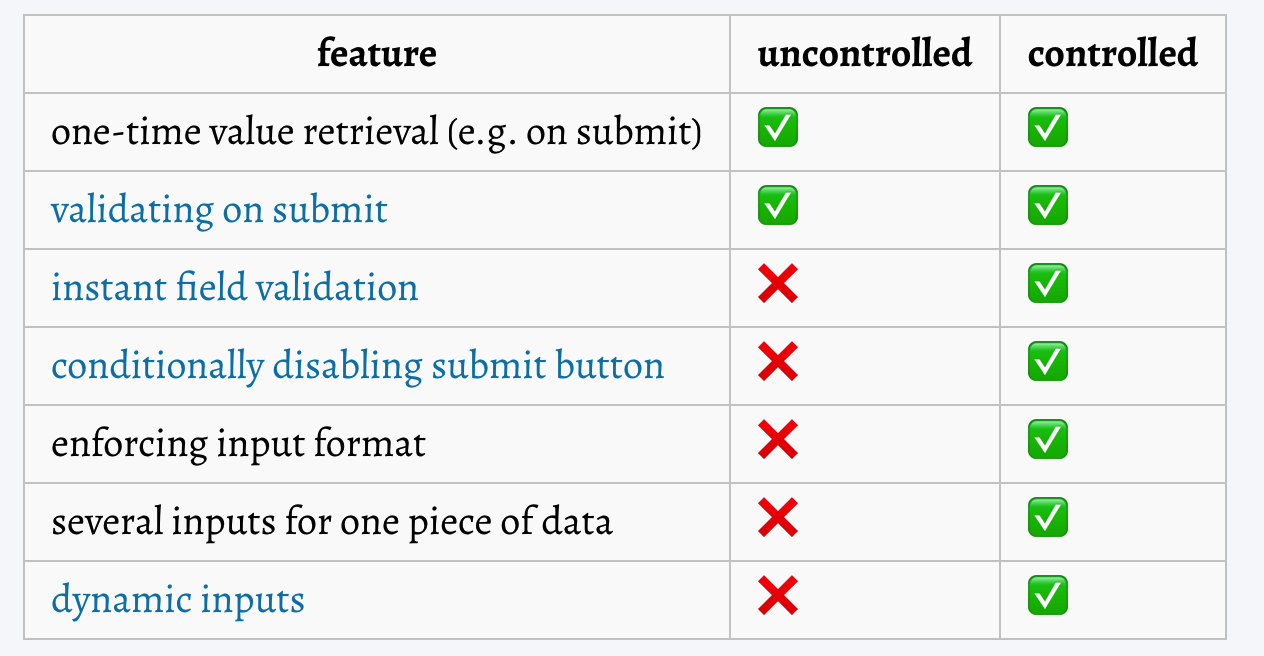 feature uncontrolled controlled
one-time value retrieval (e.g. on submit) ✅ ✅
validating on submit ✅ ✅
instant field validation ❌ ✅
conditionally disabling submit button ❌ ✅
enforcing input format ❌ ✅
several inputs for one piece of data ❌ ✅
dynamic inputs ❌ ✅